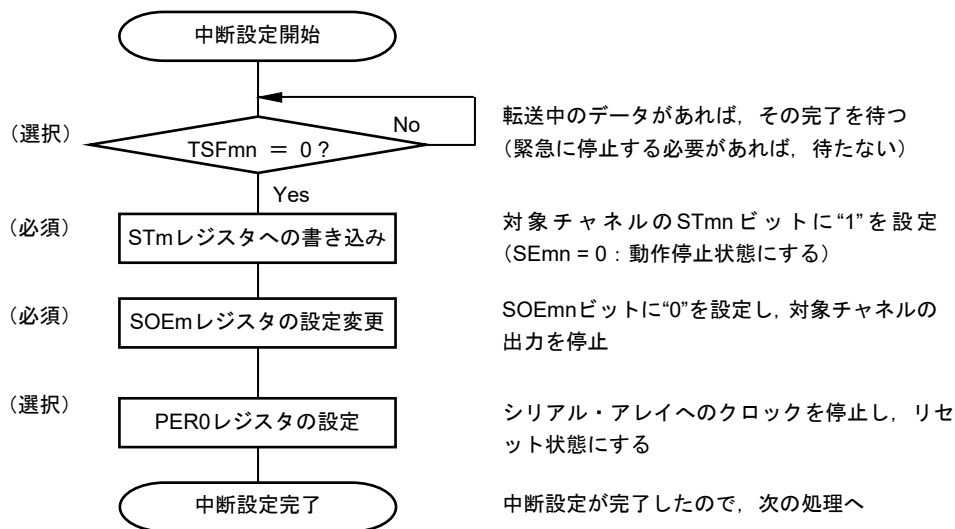 中断設定開始
（選択）
TSFmn ＝ 0？
No
転送中のデータがあれば，その完了を待つ
（緊急に停止する必要があれば，待たない）
Yes
（必須）
STmレジスタへの書き込み
対象チャネルのSTmn ビットに“1”を設定
（SEmn = 0：動作停止状態にする）
（必須）
SOEmレジスタの設定変更
SOEmnビットに“0”を設定し，対象チャネルの
出力を停止
（選択）
PER0レジスタの設定
シリアル・アレイへのクロックを停止し，リセ
ット状態にする
中断設定完了
中断設定が完了したので，次の処理へ